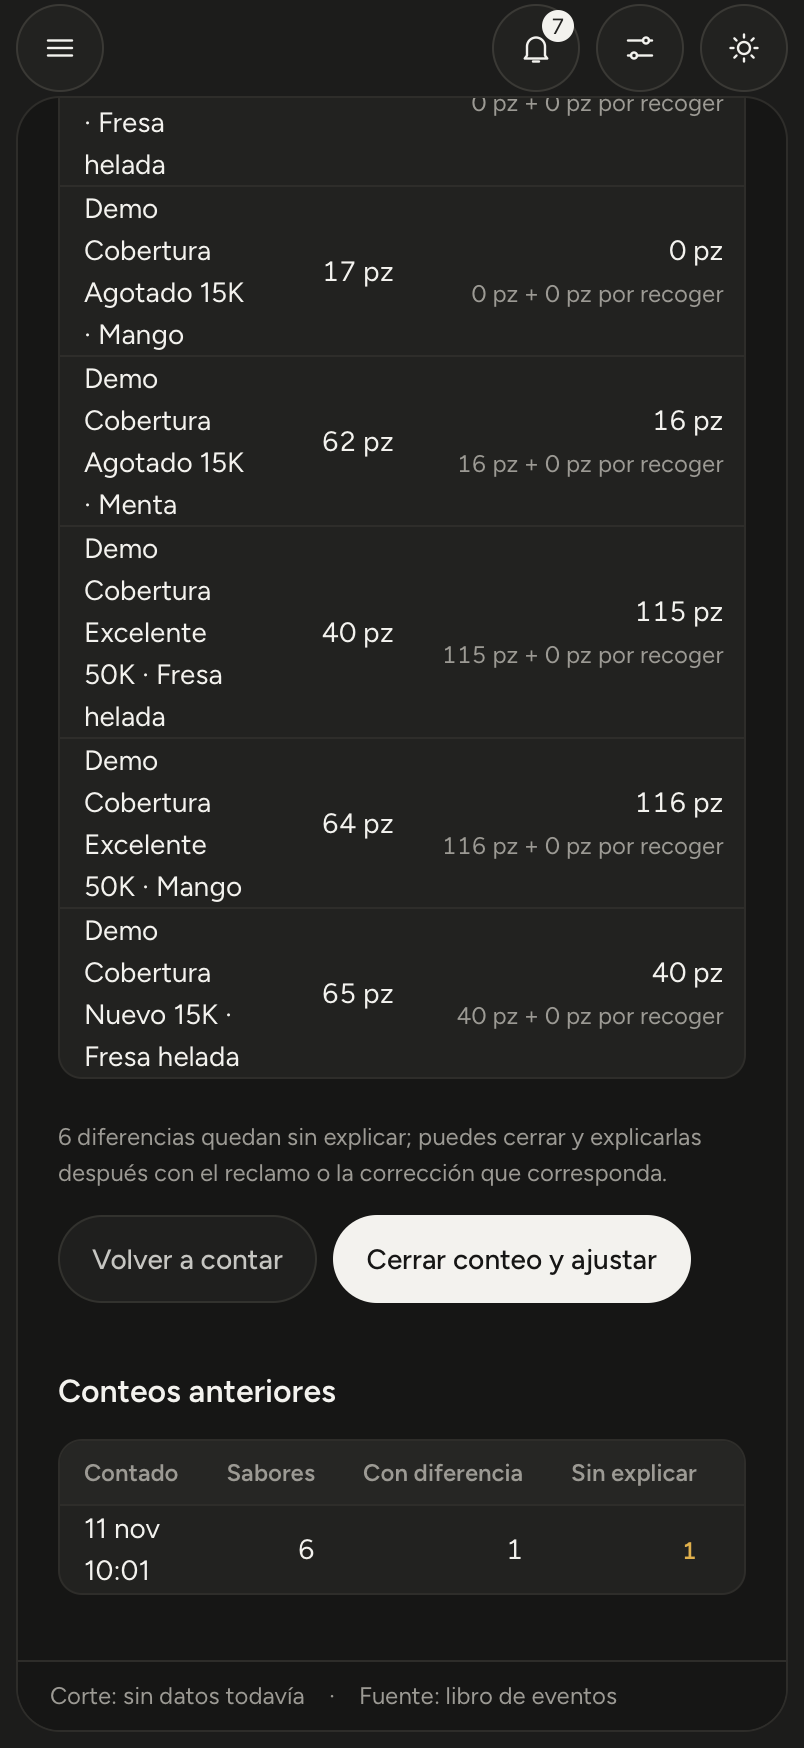 7
0 pz + 0 pz por recoger
· Fresa
helada
Demo
Cobertura
Agotado 15K
· Mango
17 pz
0 pz
0 pz + 0 pz por recoger
Demo
Cobertura
Agotado 15K
· Menta
62 pz
16 pz
16 pz + 0 pz por recoger
Demo
Cobertura
Excelente
50K · Fresa
helada
40 pz
115 pz
115 pz + 0 pz por recoger
Demo
Cobertura
Excelente
50K · Mango
64 pz
116 pz
116 pz + 0 pz por recoger
Demo
Cobertura
Nuevo 15K ·
Fresa helada
65 pz
40 pz
40 pz + 0 pz por recoger
6 diferencias quedan sin explicar; puedes cerrar y explicarlas
después con el reclamo o la corrección que corresponda.
Volver a contar
Cerrar conteo y ajustar
Conteos anteriores
Contado Sabores Con diferencia Sin explicar
11 nov
10:01
6 1 1
Corte: sin datos todavía · Fuente: libro de eventos